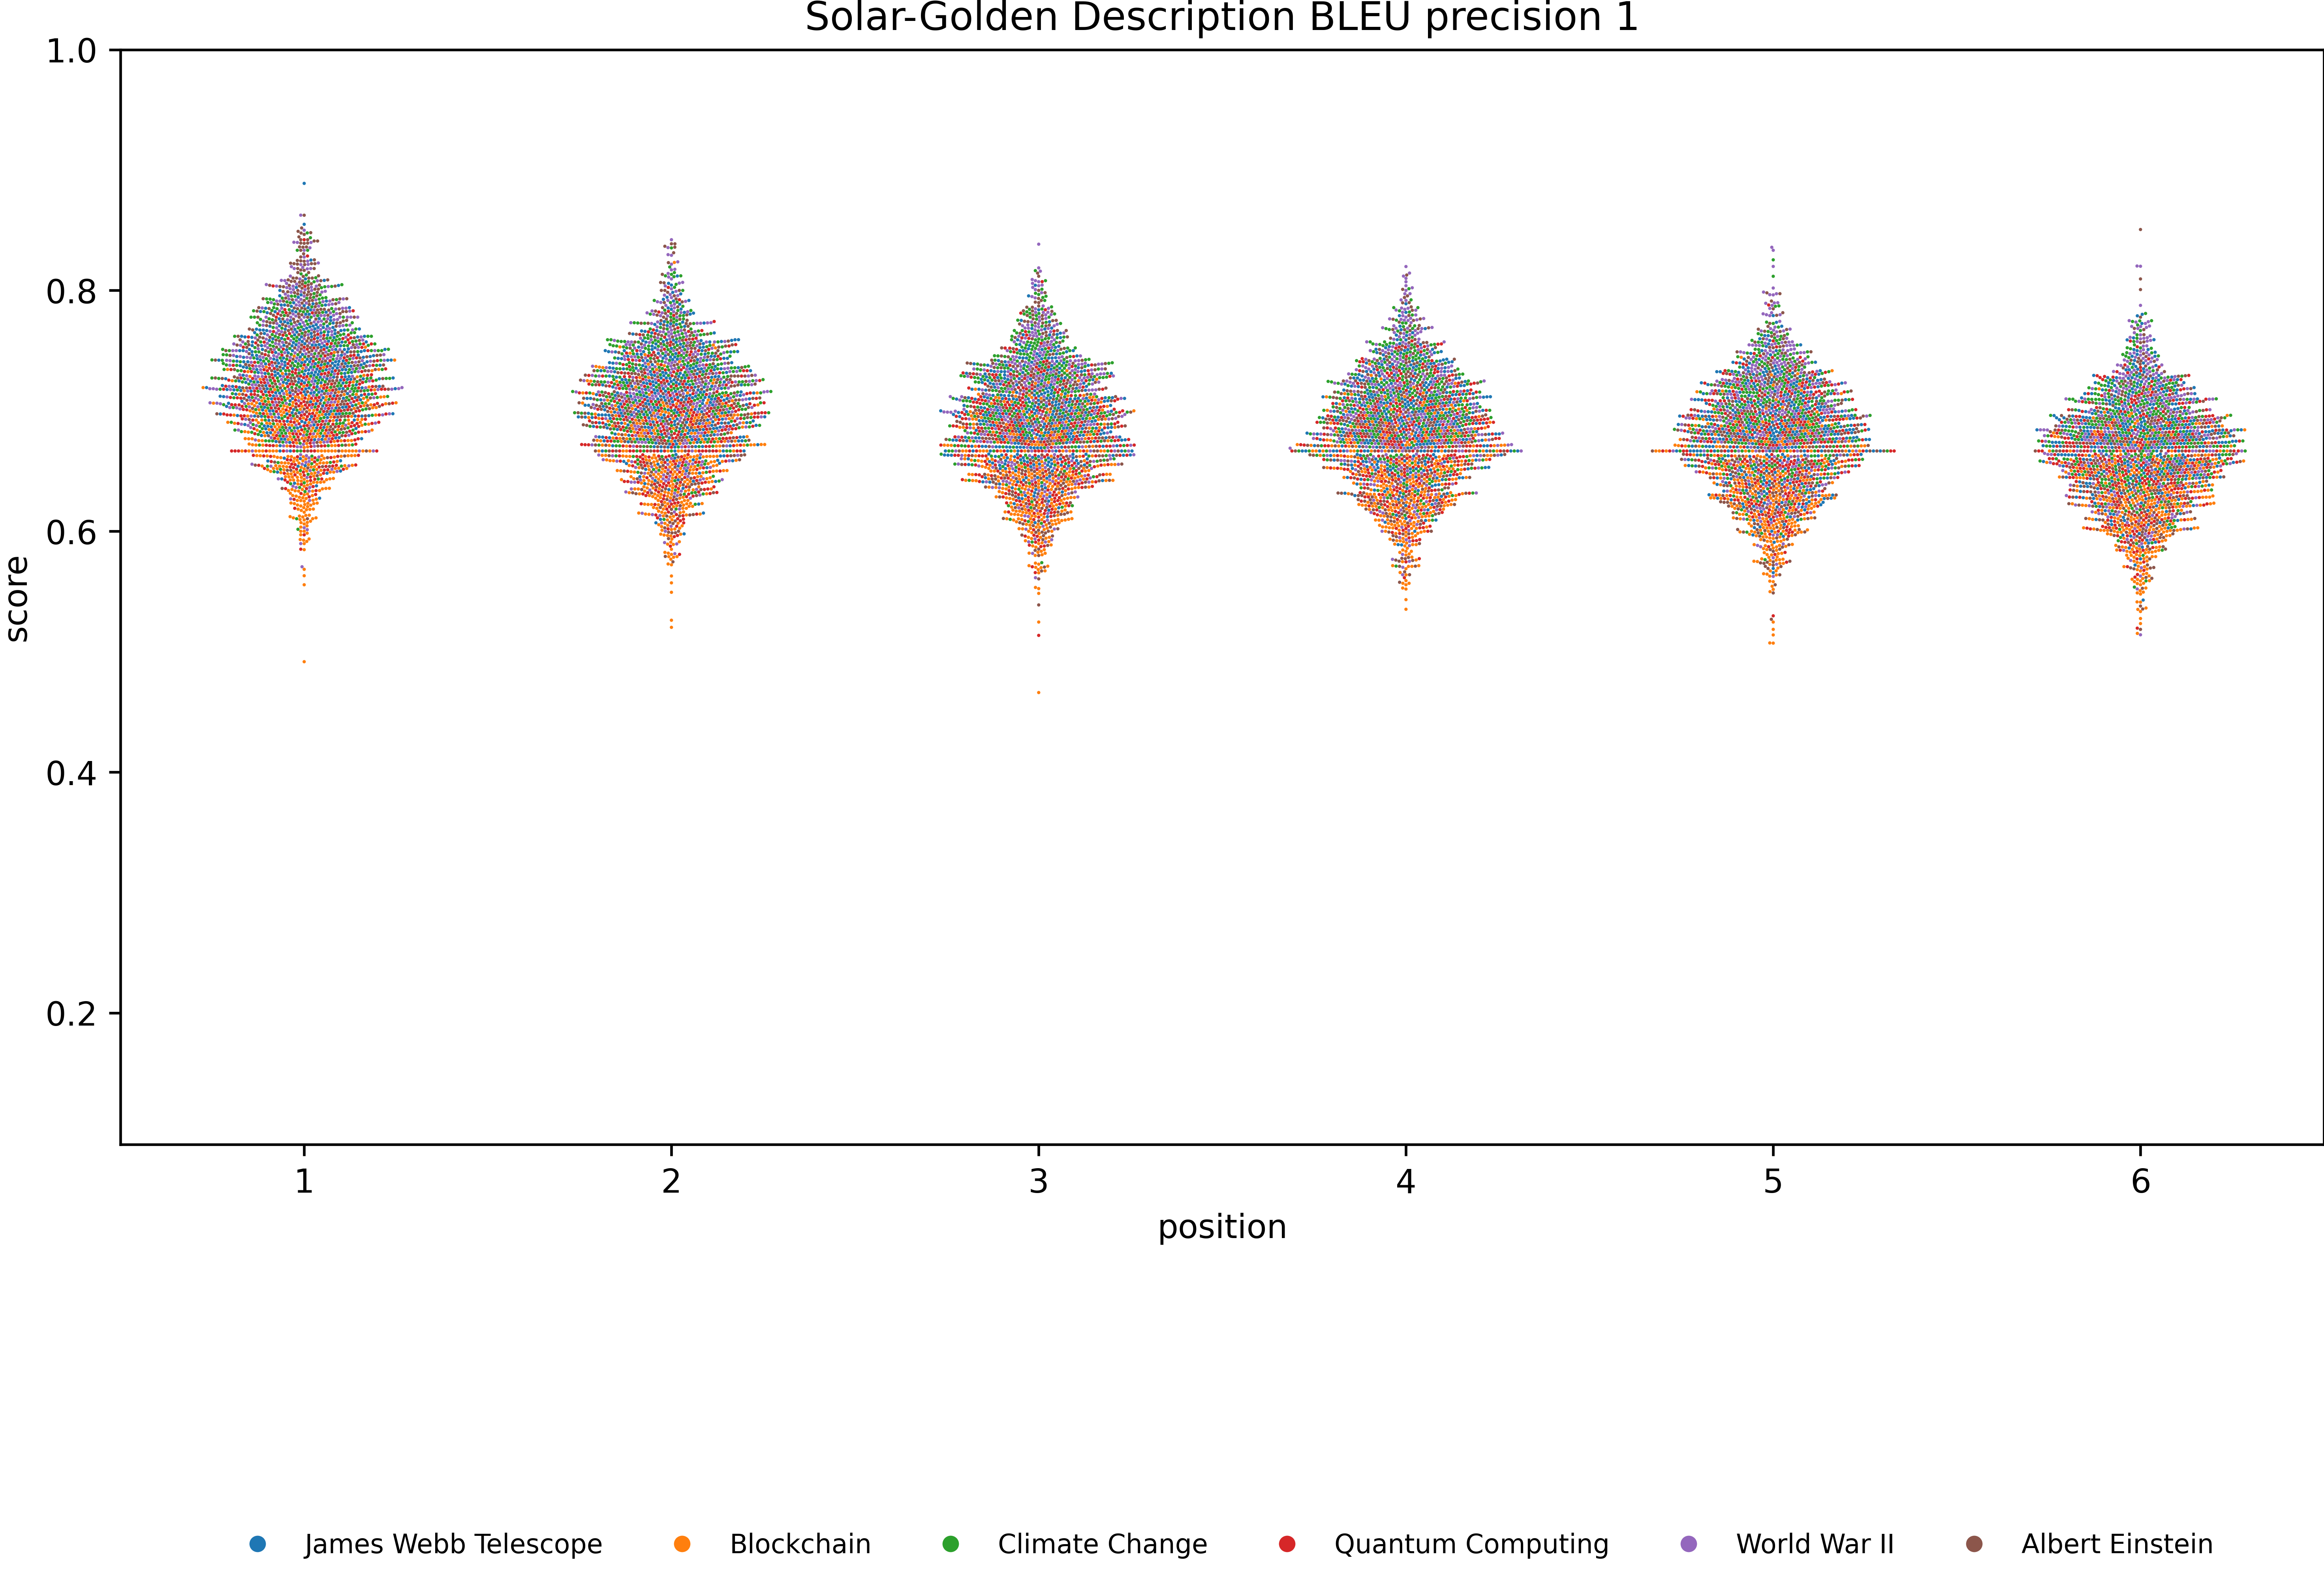 Solar-Golden Description BLEU precision 1
1.0
0.8
0.6
0.4
0.2
score
1 2 3 4 5 6
position
James Webb Telescope Blockchain Climate Change Quantum Computing World War II Albert Einstein